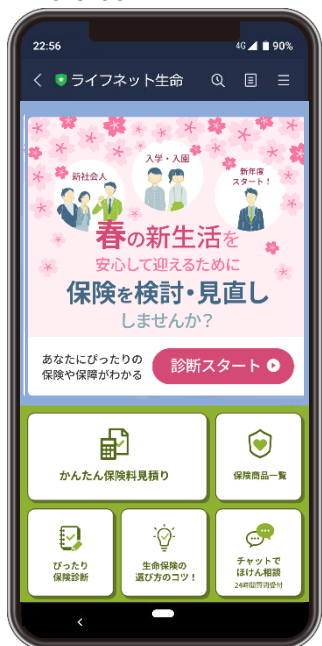 22:56
4G 90%
ライフネット生命
新社会人
入学・入園
新年度
スタート！
春の新生活を
安心して迎えるために
保険を検討・見直し
しませんか？
あなたにぴったりの
保険や保障がわかる
診断スタート
かんたん保険料見積り
保険商品一覧
ぴったり
保険診断
生命保険の
選び方のコツ！
チャットで
ほけん相談
24時間質問受付